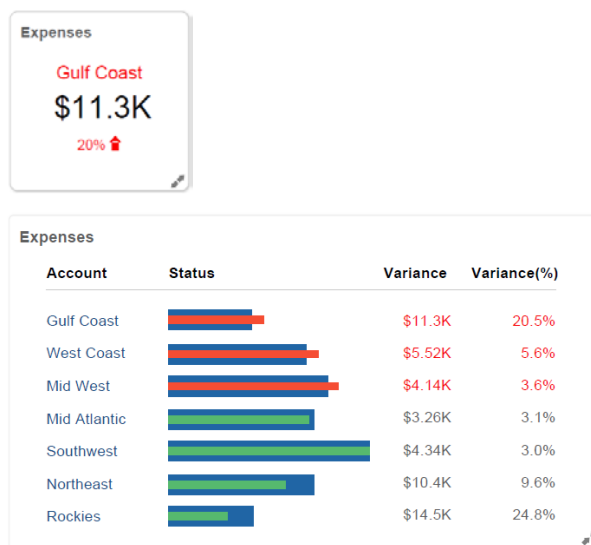 Expenses
Gulf Coast
$11.3K
20%
Expenses
Account Status Variance Variance(%)
Gulf Coast $11.3K 20.5%
West Coast $5.52K 5.6%
Mid West $4.14K 3.6%
Mid Atlantic $3.26K 3.1%
Southwest $4.34K 3.0%
Northeast $10.4K 9.6%
Rockies $14.5K 24.8%